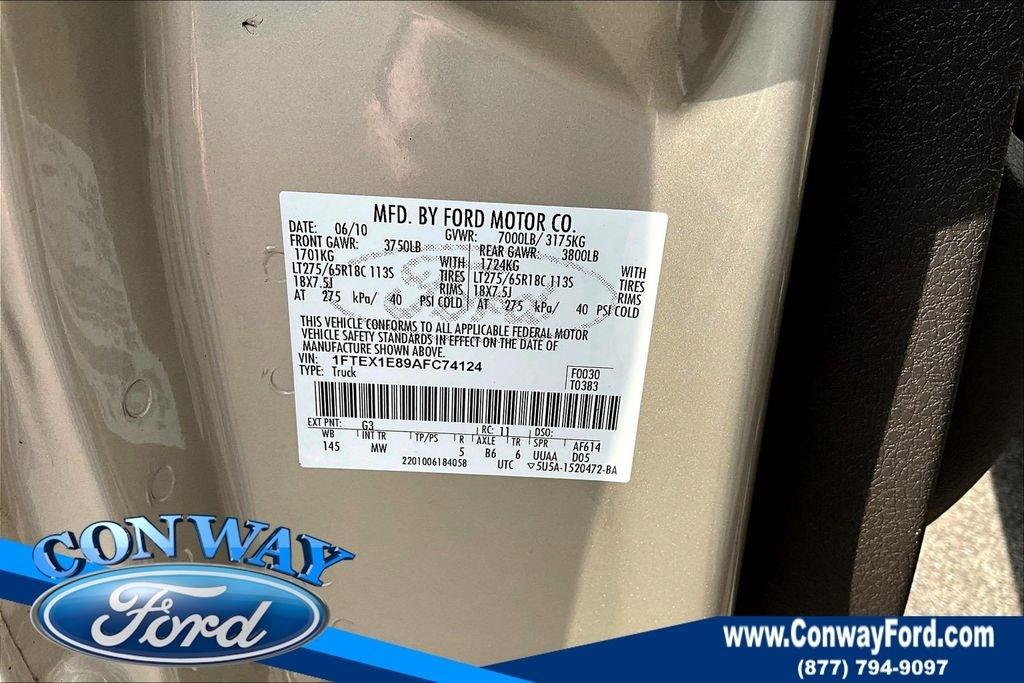 MFD. BY FORD MOTOR CO.
DATE: 06/10 GVWR: 7000LB/ 3175KG
FRONT GAWR: 3750LB REAR GAWR: 3800LB
1701KG WITH 1724KG WITH
LT275/65R18C 113S TIRES LT275/65R18C 113S TIRES
18X7.5J RIMS 18X7.5J RIMS
AT 275 kPa/ 40 PSI COLD AT 275 kPa/ 40 PSI COLD
Ford
THIS VEHICLE CONFORMS TO ALL APPLICABLE FEDERAL MOTOR
VEHICLE SAFETY STANDARDS IN EFFECT ON THE DATE OF
MANUFACTURE SHOWN ABOVE.
VIN: 1FTEX1E89AFC74124
TYPE: Truck
F0030
T0383
EXT PNT: G3 RC: 11 DSO:
WB INT TR TP/PS R AXLE TR SPR AF614
145 MW 5 B6 6 UUAA D05
2201006184058 UTC ▽5U5A-1520472-BA
CONWAY
Ford
www.ConwayFord.com
(877) 794-9097